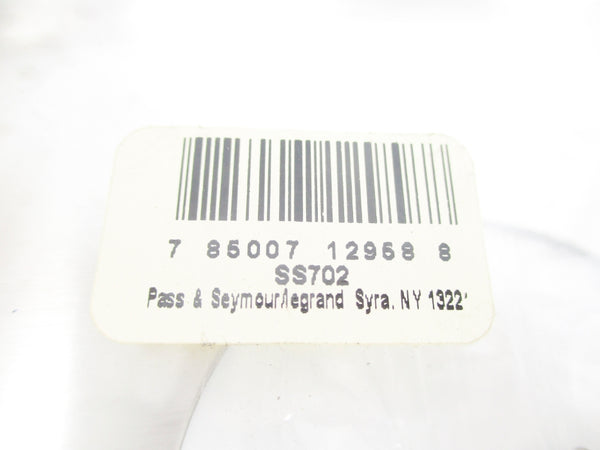 7 85007 12958 8
SS702
Pass & Seymour/legrand Syra. NY 1322